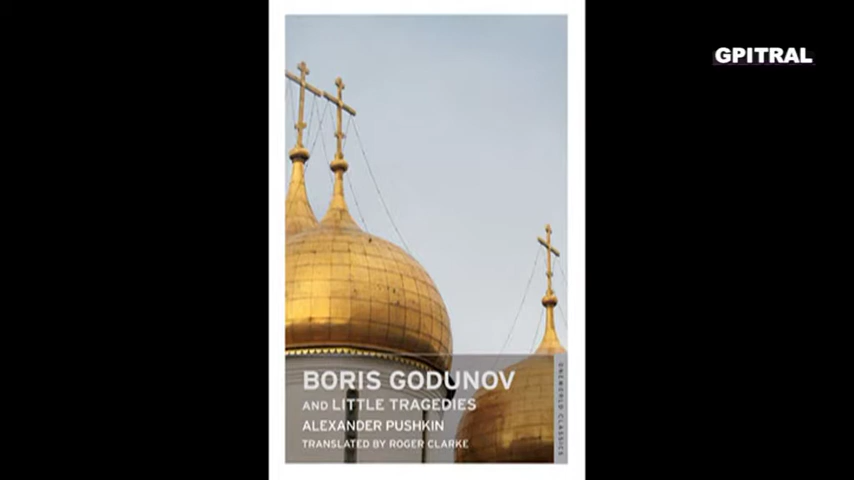 GPITRAL
BORIS GODUNOV
AND LITTLE TRAGEDIES
ALEXANDER PUSHKIN
TRANSLATED BY ROGER CLARKE
ONEWORLD CLASSICS